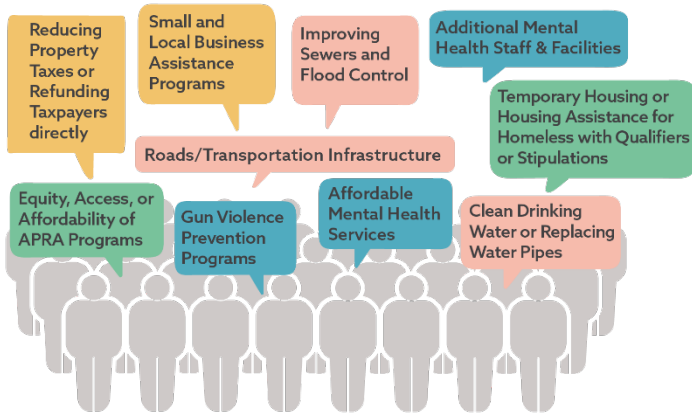 Reducing
Property
Taxes or
Refunding
Taxpayers
directly
Small and
Local Business
Assistance
Programs
Improving
Sewers and
Flood Control
Additional Mental
Health Staff & Facilities
Temporary Housing or
Housing Assistance for
Homeless with Qualifiers
or Stipulations
Roads/Transportation Infrastructure
Equity, Access, or
Affordability of
APRA Programs
Gun Violence
Prevention
Programs
Affordable
Mental Health
Services
Clean Drinking
Water or Replacing
Water Pipes